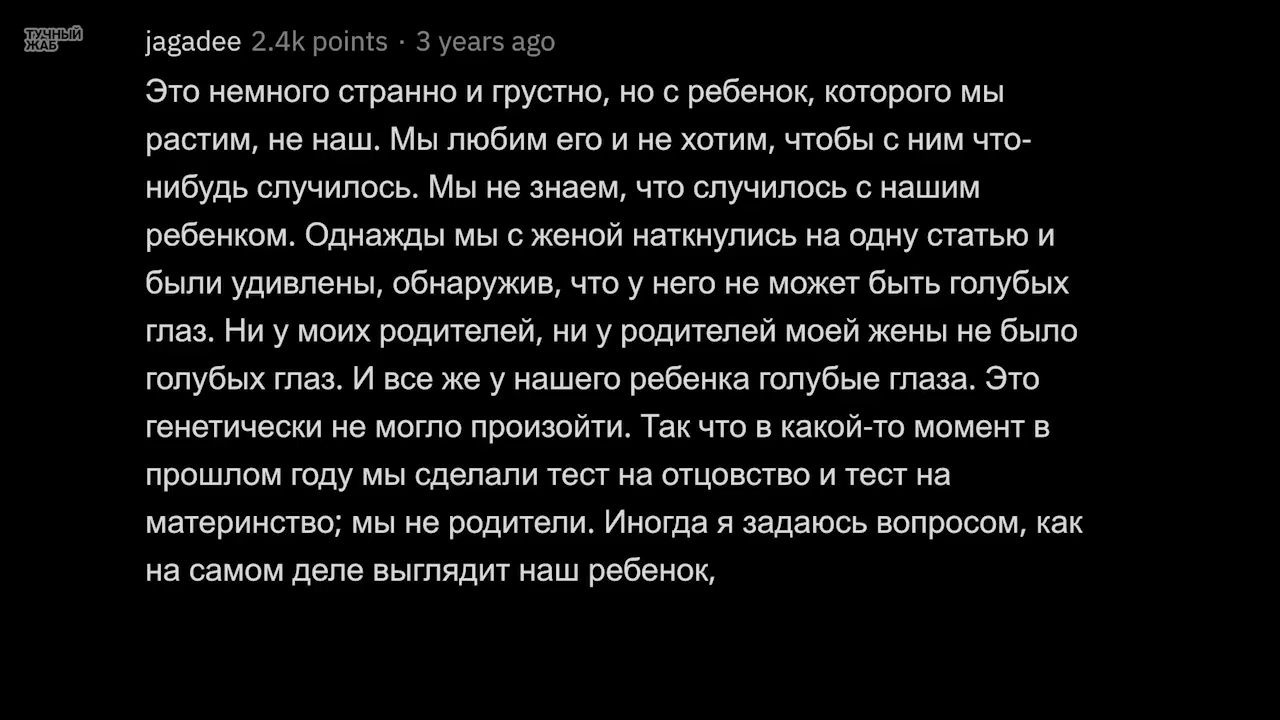 ТУЧНЫЙ
ЖАБ
jagadee 2.4k points · 3 years ago
Это немного странно и грустно, но с ребенок, которого мы
растим, не наш. Мы любим его и не хотим, чтобы с ним что-
нибудь случилось. Мы не знаем, что случилось с нашим
ребенком. Однажды мы с женой наткнулись на одну статью и
были удивлены, обнаружив, что у него не может быть голубых
глаз. Ни у моих родителей, ни у родителей моей жены не было
голубых глаз. И все же у нашего ребенка голубые глаза. Это
генетически не могло произойти. Так что в какой-то момент в
прошлом году мы сделали тест на отцовство и тест на
материнство; мы не родители. Иногда я задаюсь вопросом, как
на самом деле выглядит наш ребенок,